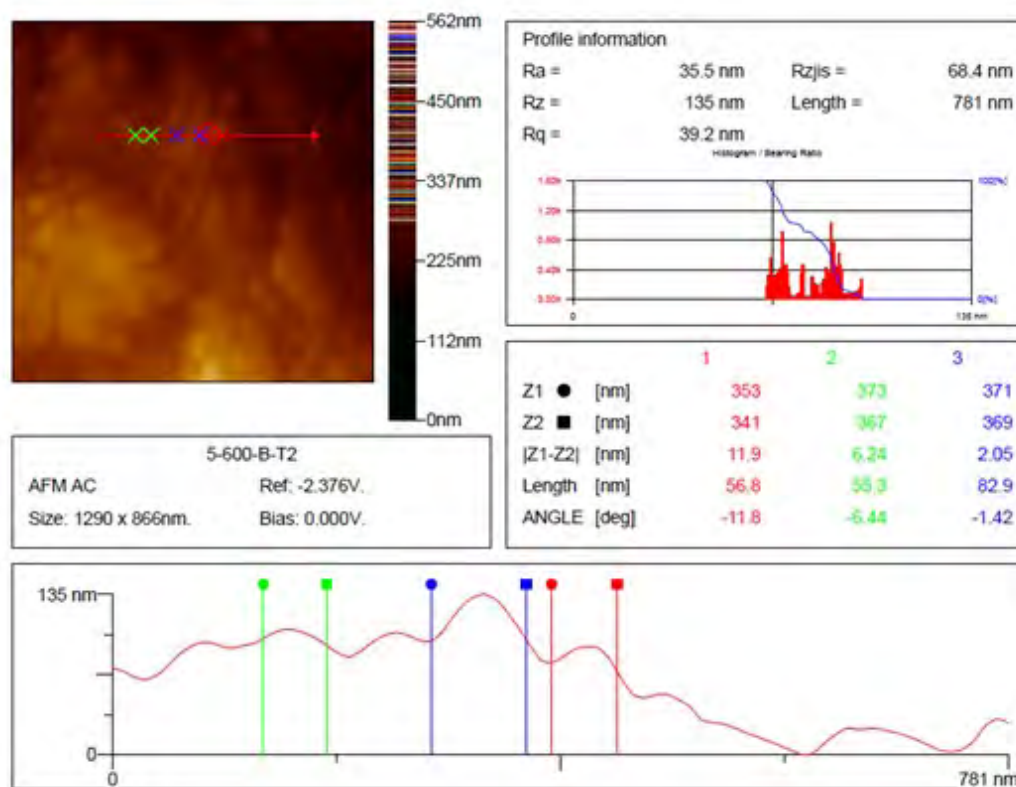 562nm
450nm
337nm
225nm
112nm
0nm
Profile information
Ra = 35.5 nm Rzjis = 68.4 nm
Rz = 135 nm Length = 781 nm
Rq = 39.2 nm
Histogram / Bearing Ratio
100[%]
0[%]
0 135 nm
1 2 3
Z1 ● [nm] 353 373 371
Z2 ■ [nm] 341 367 369
|Z1-Z2| [nm] 11.9 6.24 2.05
Length [nm] 56.8 55.3 82.9
ANGLE [deg] -11.8 -6.44 -1.42
5-600-B-T2
AFM AC Ref: -2.376V.
Size: 1290 x 866nm. Bias: 0.000V.
135 nm
0
0 781 nm